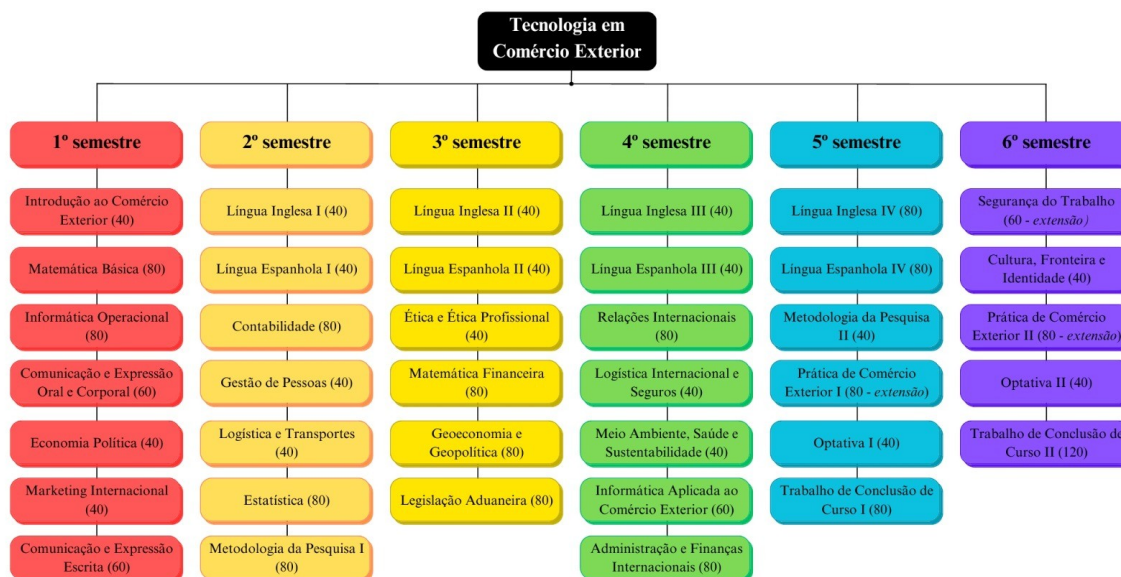 Tecnologia em
Comércio Exterior
1º semestre
Introdução ao Comércio
Exterior (40)
Matemática Básica (80)
Informática Operacional
(80)
Comunicação e Expressão
Oral e Corporal (60)
Economia Política (40)
Marketing Internacional
(40)
Comunicação e Expressão
Escrita (60)
2º semestre
Língua Inglesa I (40)
Língua Espanhola I (40)
Contabilidade (80)
Gestão de Pessoas (40)
Logística e Transportes
(40)
Estatística (80)
Metodologia da Pesquisa I
(80)
3º semestre
Língua Inglesa II (40)
Língua Espanhola II (40)
Ética e Ética Profissional
(40)
Matemática Financeira
(80)
Geoeconomia e
Geopolítica (80)
Legislação Aduaneira (80)
4º semestre
Língua Inglesa III (40)
Língua Espanhola III (40)
Relações Internacionais
(80)
Logística Internacional e
Seguros (40)
Meio Ambiente, Saúde e
Sustentabilidade (40)
Informática Aplicada ao
Comércio Exterior (60)
Administração e Finanças
Internacionais (80)
5º semestre
Língua Inglesa IV (80)
Língua Espanhola IV (80)
Metodologia da Pesquisa
II (40)
Prática de Comércio
Exterior I (80 - extensão)
Optativa I (40)
Trabalho de Conclusão de
Curso I (80)
6º semestre
Segurança do Trabalho
(60 - extensão)
Cultura, Fronteira e
Identidade (40)
Prática de Comércio
Exterior II (80 - extensão)
Optativa II (40)
Trabalho de Conclusão de
Curso II (120)